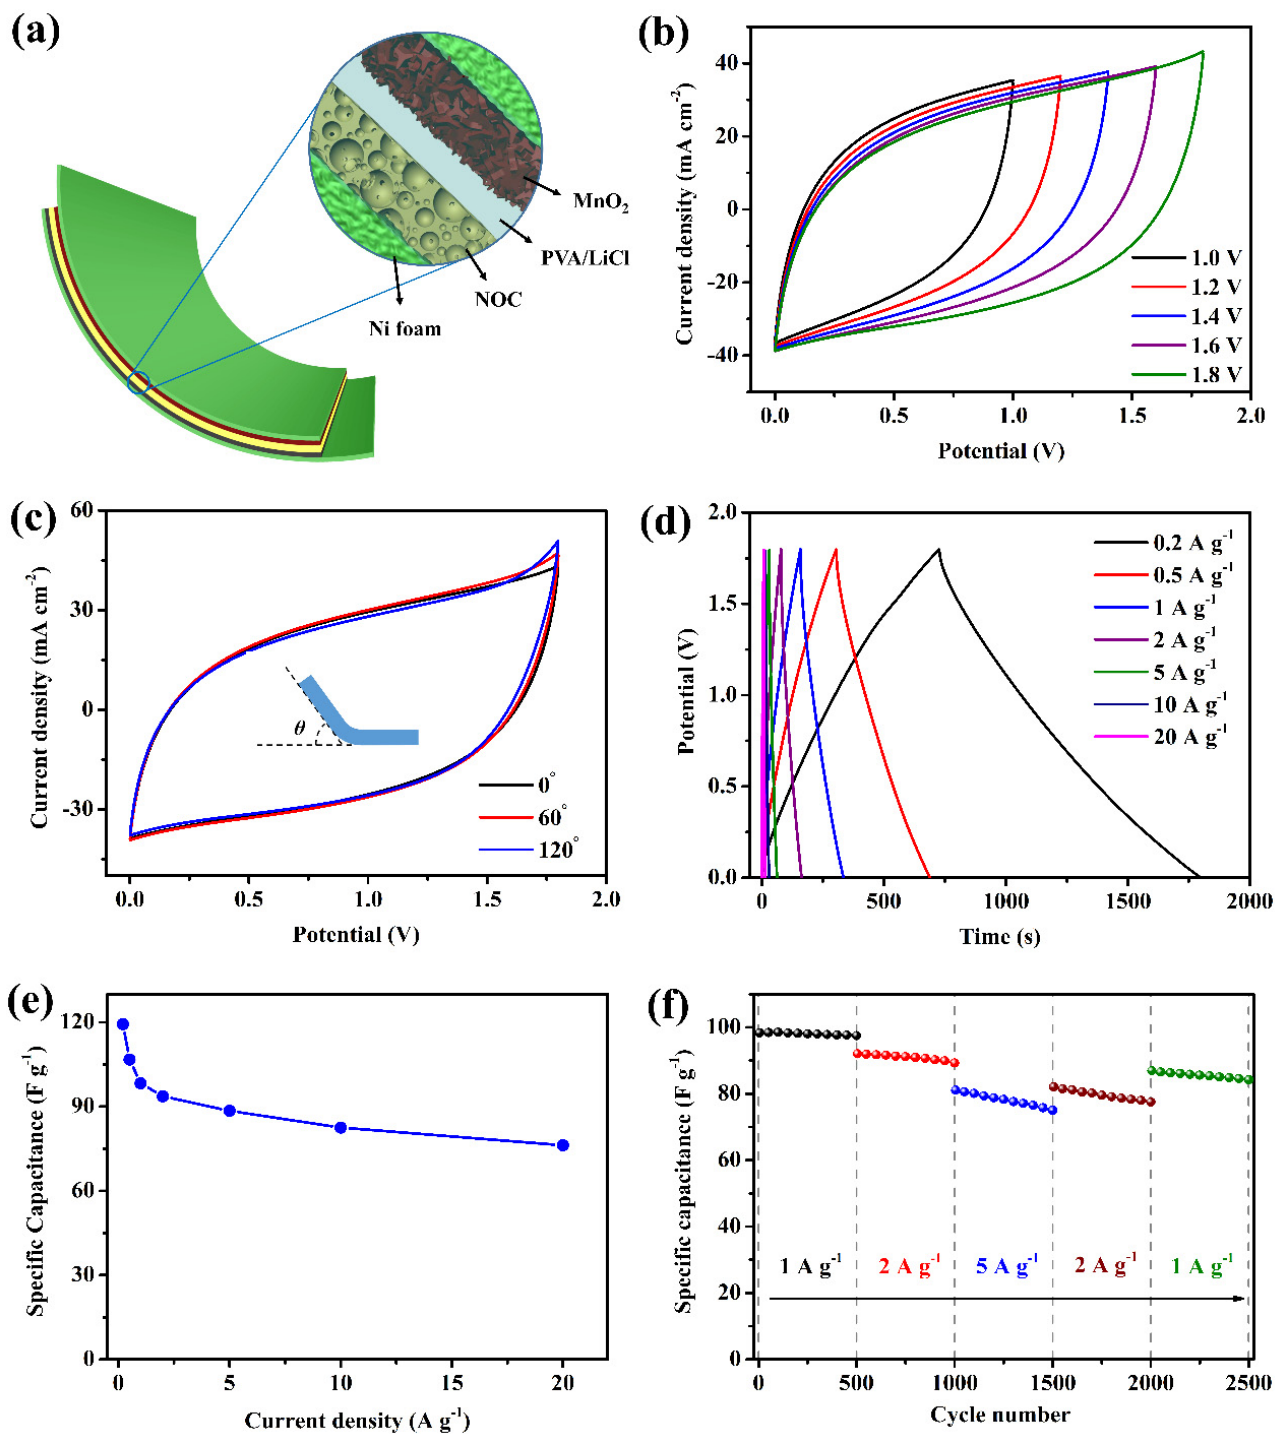 (a)
MnO₂
PVA/LiCl
NOC
Ni foam
(b)
Current density (mA cm⁻²)
40
20
0
-20
-40
1.0 V
1.2 V
1.4 V
1.6 V
1.8 V
0.0
0.5
1.0
1.5
2.0
Potential (V)
(c)
Current density (mA cm⁻²)
60
30
0
-30
θ
0°
60°
120°
0.0
0.5
1.0
1.5
2.0
Potential (V)
(d)
Potential (V)
2.0
1.5
1.0
0.5
0.0
0.2 A g⁻¹
0.5 A g⁻¹
1 A g⁻¹
2 A g⁻¹
5 A g⁻¹
10 A g⁻¹
20 A g⁻¹
0
500
1000
1500
2000
Time (s)
(e)
Specific Capacitance (F g⁻¹)
120
90
60
30
0
0
5
10
15
20
Current density (A g⁻¹)
(f)
Specific capacitance (F g⁻¹)
100
80
60
40
20
0
1 A g⁻¹
2 A g⁻¹
5 A g⁻¹
2 A g⁻¹
1 A g⁻¹
0
500
1000
1500
2000
2500
Cycle number